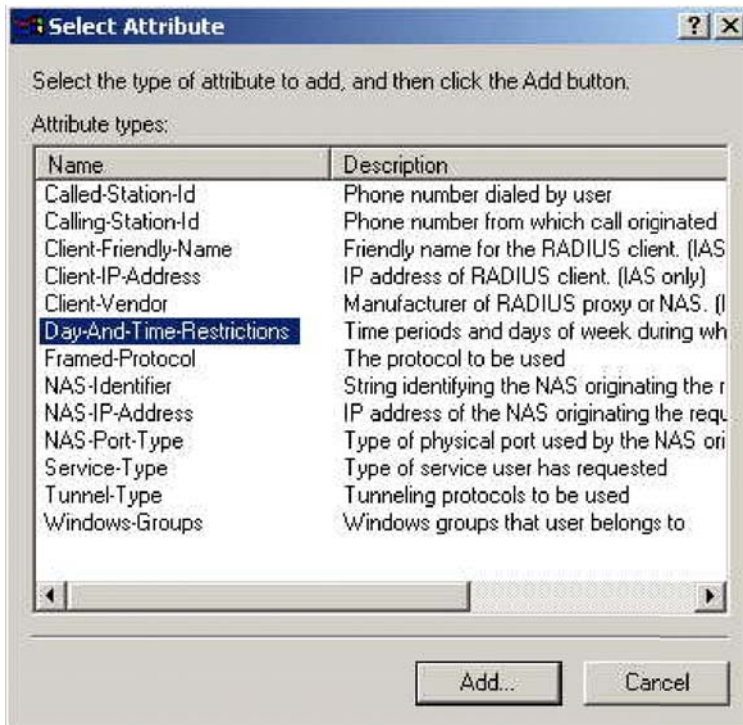 Select Attribute
Select the type of attribute to add, and then click the Add button.
Attribute types:
Name Description
Called-Station-Id Phone number dialed by user
Calling-Station-Id Phone number from which call originated
Client-Friendly-Name Friendly name for the RADIUS client. (IAS
Client-IP-Address IP address of RADIUS client. (IAS only)
Client-Vendor Manufacturer of RADIUS proxy or NAS. (I
Day-And-Time-Restrictions Time periods and days of week during wh
Framed-Protocol The protocol to be used
NAS-Identifier String identifying the NAS originating the r
NAS-IP-Address IP address of the NAS originating the requ
NAS-Port-Type Type of physical port used by the NAS ori
Service-Type Type of service user has requested
Tunnel-Type Tunneling protocols to be used
Windows-Groups Windows groups that user belongs to
Add... Cancel